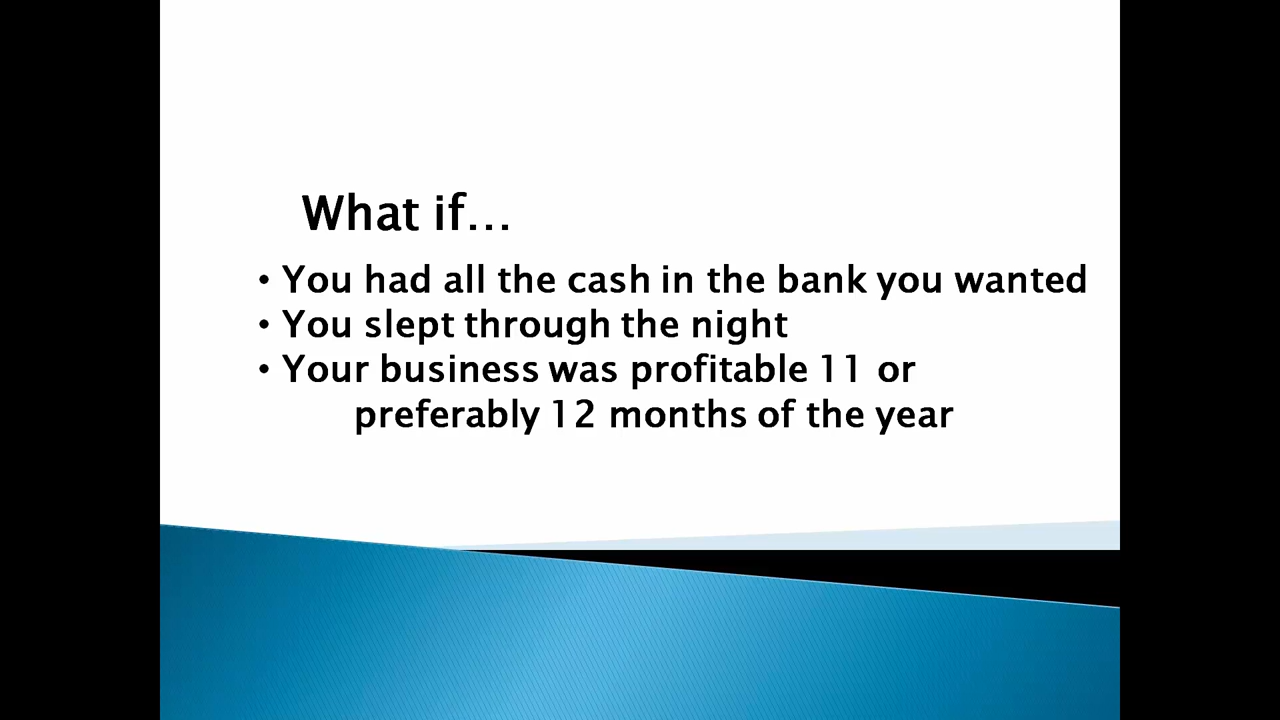 What if...
• You had all the cash in the bank you wanted
• You slept through the night
• Your business was profitable 11 or
preferably 12 months of the year